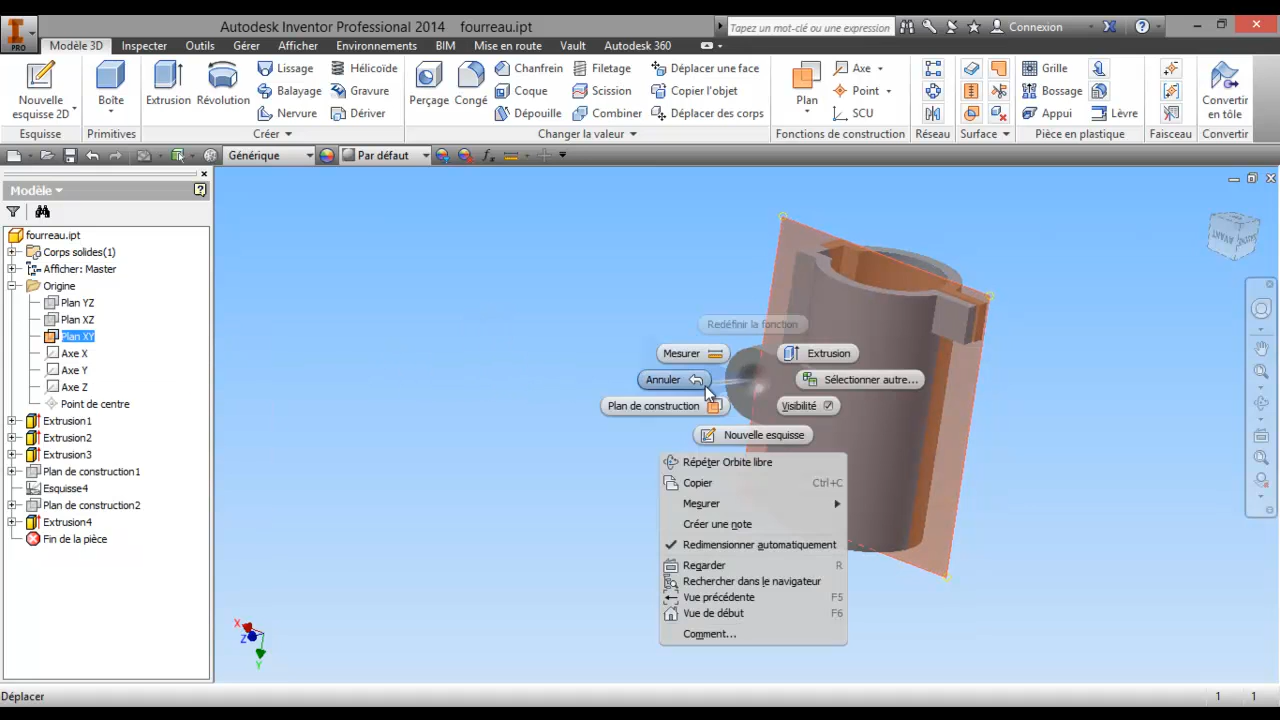 PRO
Autodesk Inventor Professional 2014 fourreau.ipt
Tapez un mot-clé ou une expression
Connexion
Modèle 3D Inspecter Outils Gérer Afficher Environnements BIM Mise en route Vault Autodesk 360
Nouvelle
esquisse 2D
Esquisse
Boîte
Primitives
Extrusion
Révolution
Lissage
Balayage
Nervure
Hélicoïde
Gravure
Dériver
Créer
Perçage
Congé
Chanfrein
Coque
Dépouille
Filetage
Scission
Combiner
Déplacer une face
Copier l'objet
Déplacer des corps
Changer la valeur
Plan
Axe
Point
SCU
Fonctions de construction
Réseau
Surface
Grille
Bossage
Appui
Lèvre
Pièce en plastique
Faisceau
Convertir
en tôle
Convertir
Générique
Par défaut
fx
Modèle
fourreau.ipt
Corps solides(1)
Afficher: Master
Origine
Plan YZ
Plan XZ
Plan XY
Axe X
Axe Y
Axe Z
Point de centre
Extrusion1
Extrusion2
Extrusion3
Plan de construction1
Esquisse4
Plan de construction2
Extrusion4
Fin de la pièce
Redéfinir la fonction
Mesurer
Extrusion
Annuler
Sélectionner autre...
Plan de construction
Visibilité
Nouvelle esquisse
Répéter Orbite libre
Copier Ctrl+C
Mesurer
Créer une note
Redimensionner automatiquement
Regarder R
Rechercher dans le navigateur
Vue précédente F5
Vue de début F6
Comment...
X
Z
Y
Déplacer
1 1